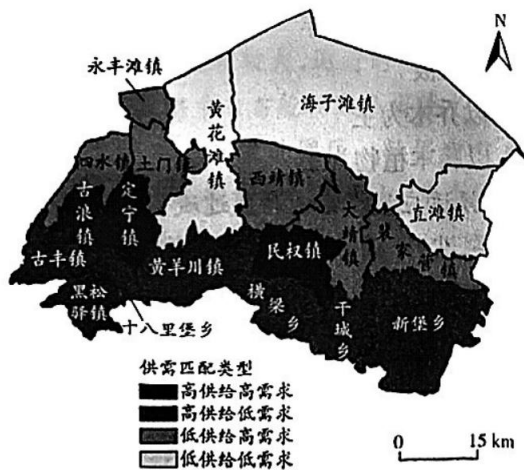 N
永丰滩镇
黄花滩镇
海子滩镇
泗水镇
土门镇
西靖镇
古浪镇
定宁镇
大靖镇
直滩镇
裴家营镇
古丰镇
黄羊川镇
民权镇
黑松驿镇
横梁乡
干城乡
新堡乡
十八里堡乡
供需匹配类型
高供给高需求
高供给低需求
低供给高需求
低供给低需求
0 15 km